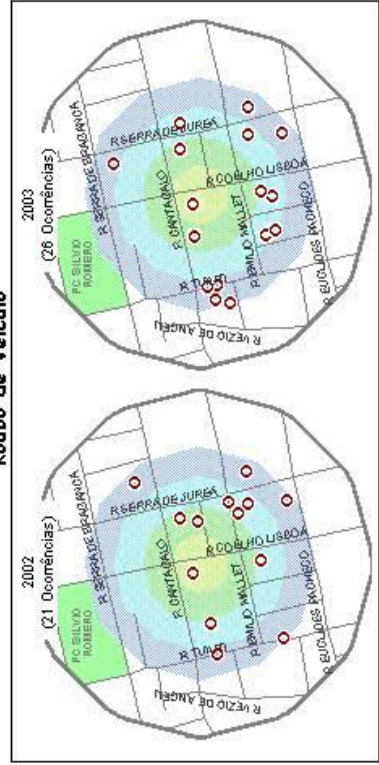 Roubo de Veículo
2002
(21 Ocorrências)
PC SILVIO
ROMERO
R SERRA DE BRAGANCA
R SERRA DE JUREA
R CANTAGALO
R COELHO LISBOA
R TUIUTI
R EMILIO MALLET
R VEZIO DE ANGELI
R EUCLIDES PACHECO
2003
(26 Ocorrências)
PC SILVIO
ROMERO
R SERRA DE BRAGANCA
R SERRA DE JUREA
R CANTAGALO
R COELHO LISBOA
R TUIUTI
R EMILIO MALLET
R VEZIO DE ANGELI
R EUCLIDES PACHECO